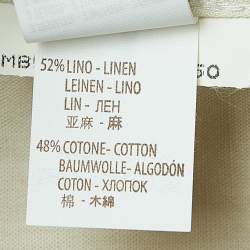 52% LINO - LINEN
LEINEN - LINO
LIN - ЛЕН
亚麻 - 麻
48% COTONE - COTTON
BAUMWOLLE - ALGODÓN
COTON - ХЛОПОК
棉 - 木綿